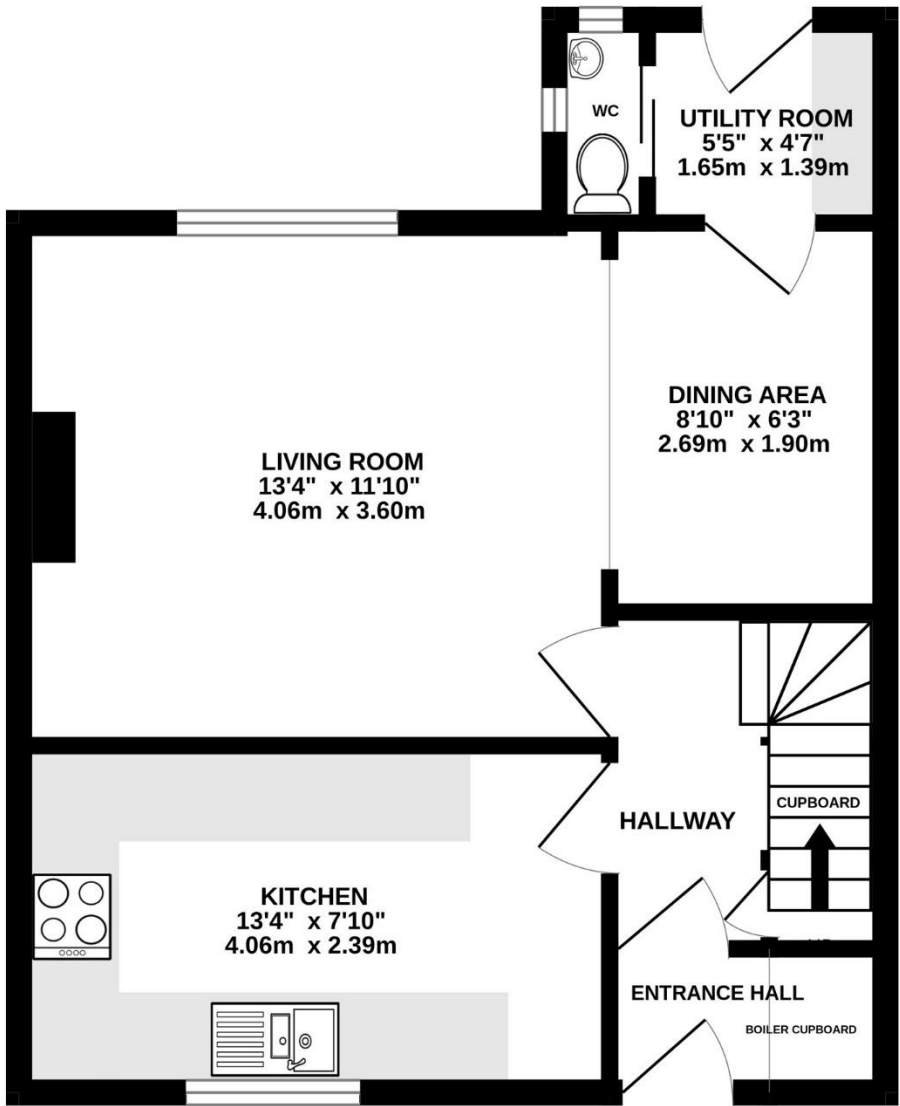 WC
UTILITY ROOM
5'5" x 4'7"
1.65m x 1.39m
DINING AREA
8'10" x 6'3"
2.69m x 1.90m
LIVING ROOM
13'4" x 11'10"
4.06m x 3.60m
CUPBOARD
HALLWAY
KITCHEN
13'4" x 7'10"
4.06m x 2.39m
ENTRANCE HALL
BOILER CUPBOARD